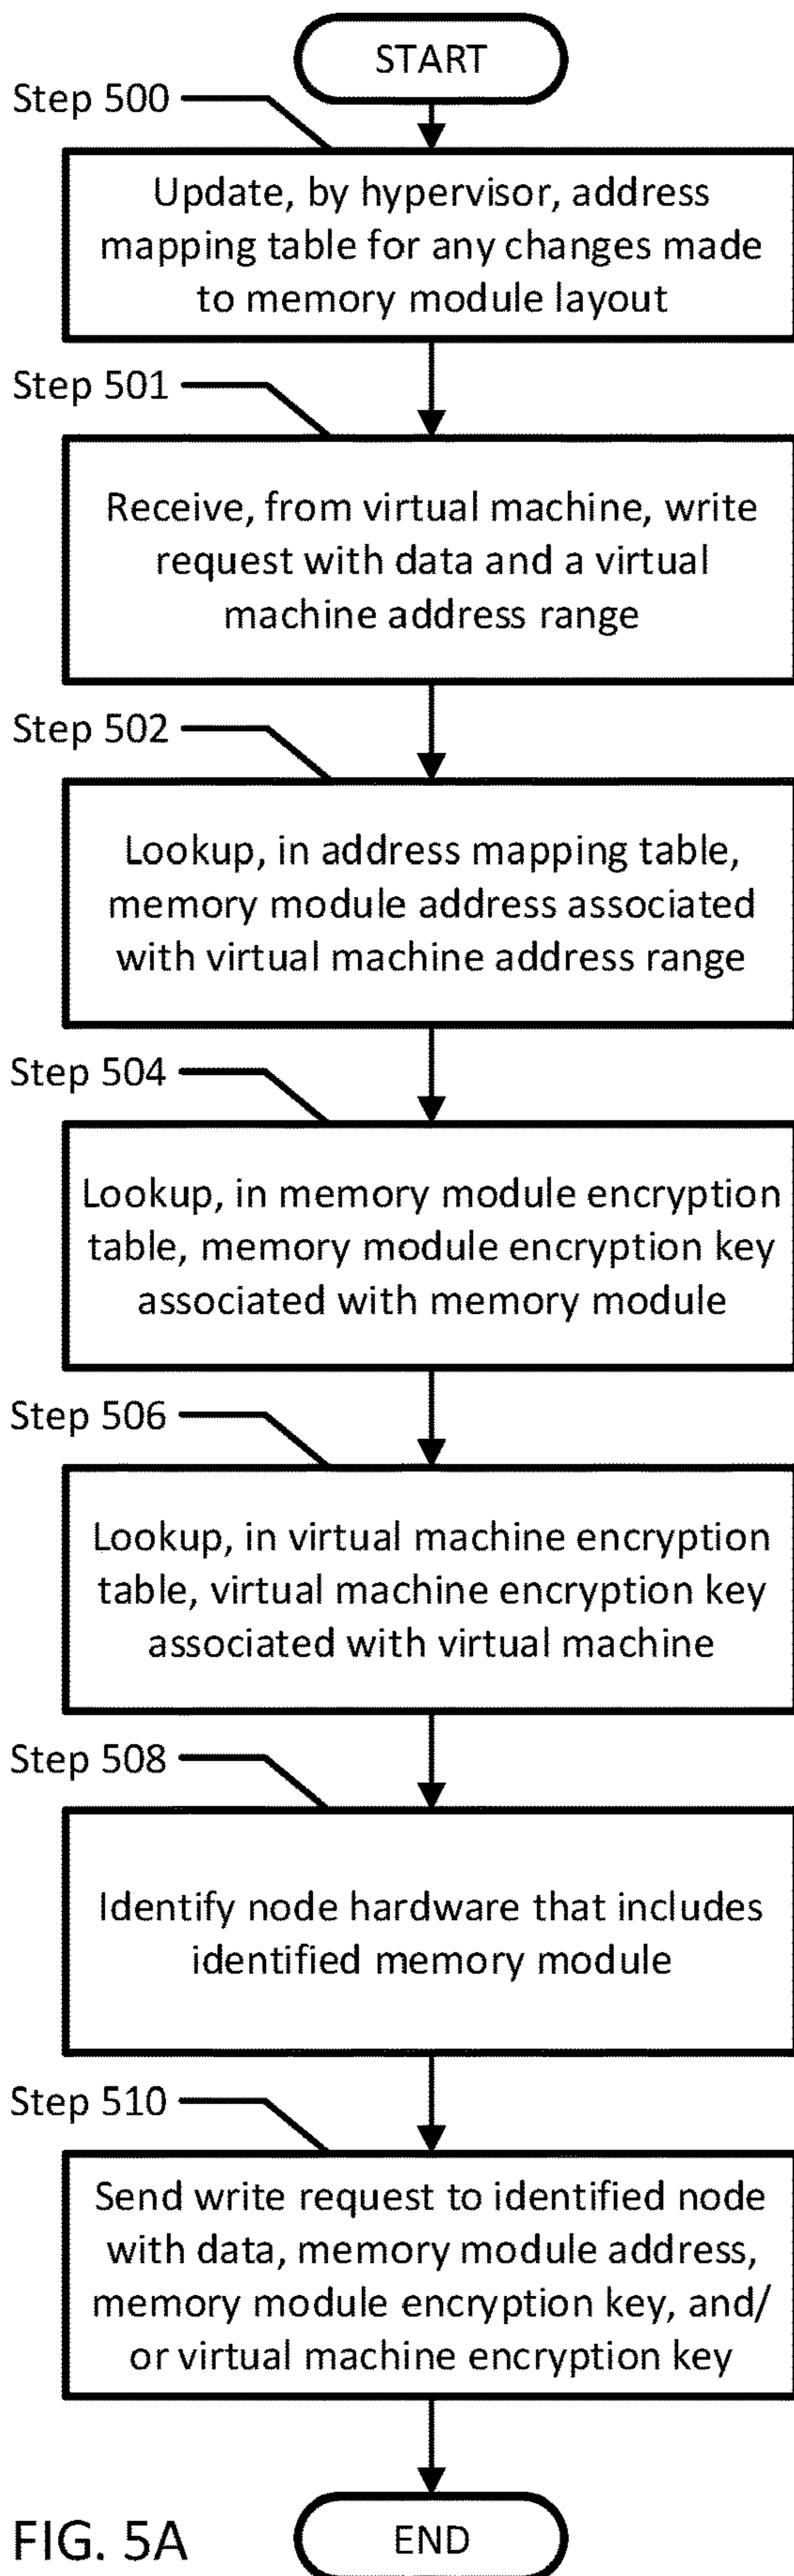 START
Step 500
Update, by hypervisor, address
mapping table for any changes made
to memory module layout
Step 501
Receive, from virtual machine, write
request with data and a virtual
machine address range
Step 502
Lookup, in address mapping table,
memory module address associated
with virtual machine address range
Step 504
Lookup, in memory module encryption
table, memory module encryption key
associated with memory module
Step 506
Lookup, in virtual machine encryption
table, virtual machine encryption key
associated with virtual machine
Step 508
Identify node hardware that includes
identified memory module
Step 510
Send write request to identified node
with data, memory module address,
memory module encryption key, and/
or virtual machine encryption key
FIG. 5A
END